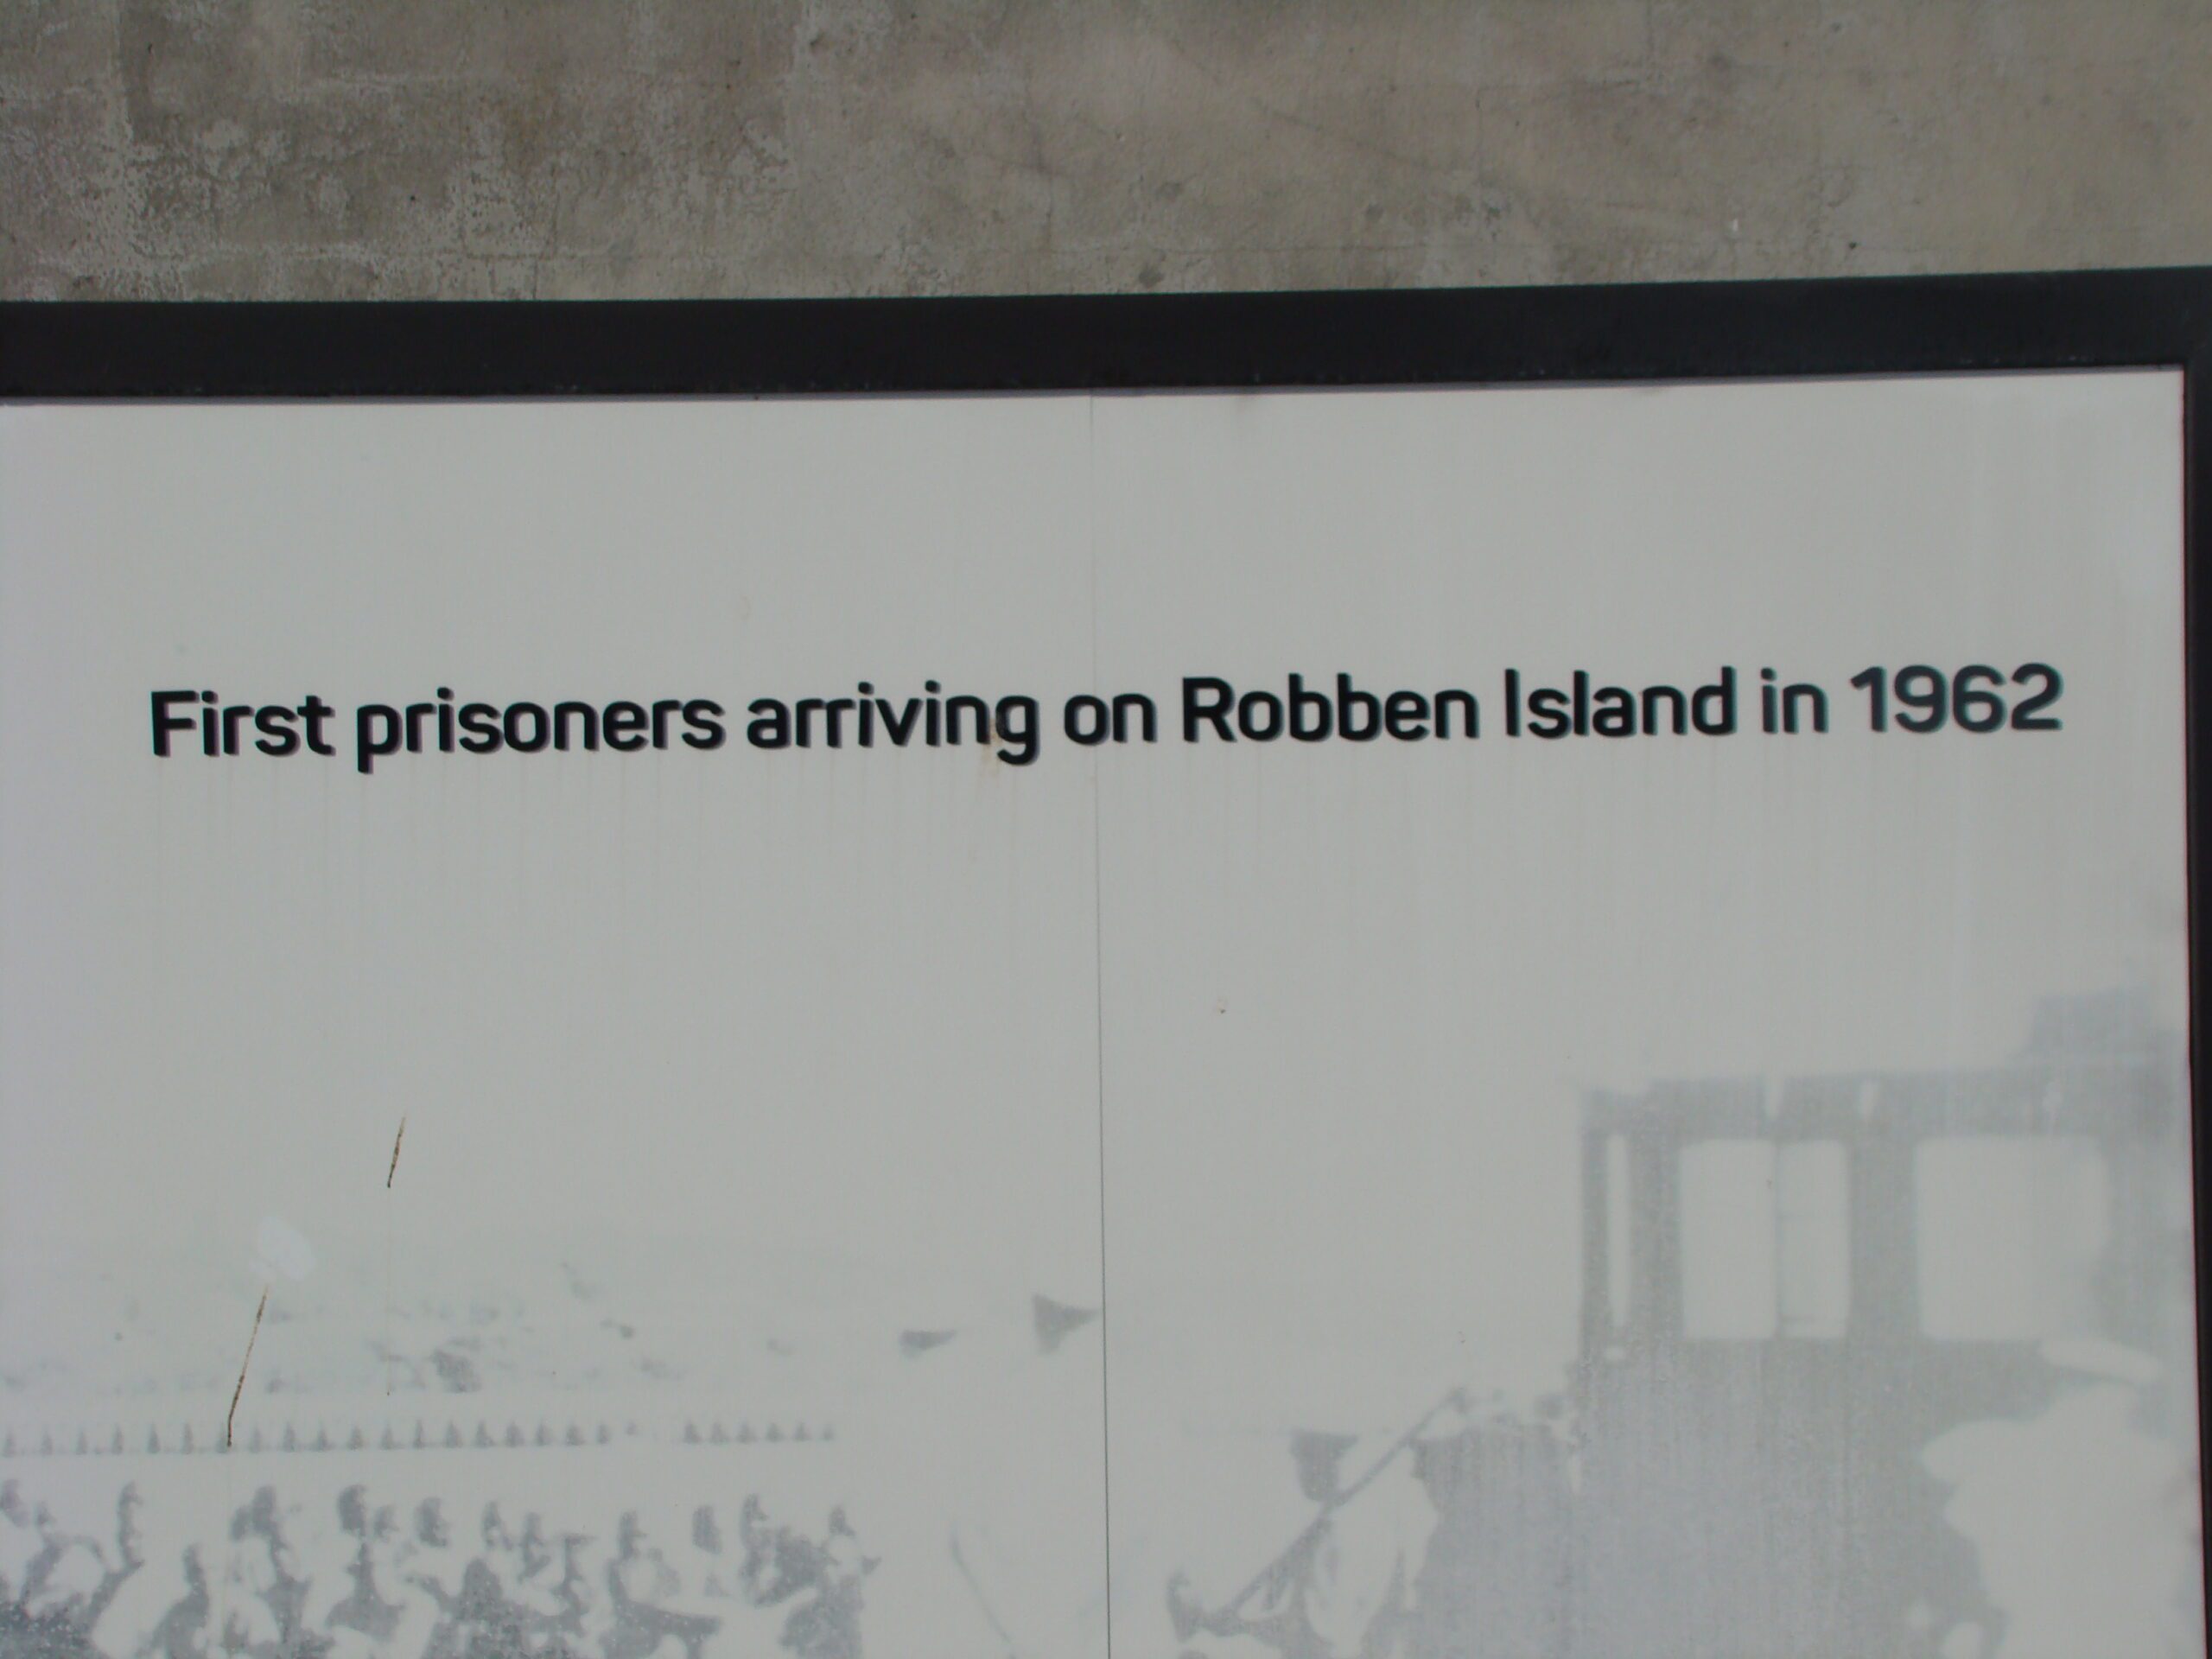 First prisoners arriving on Robben Island in 1962